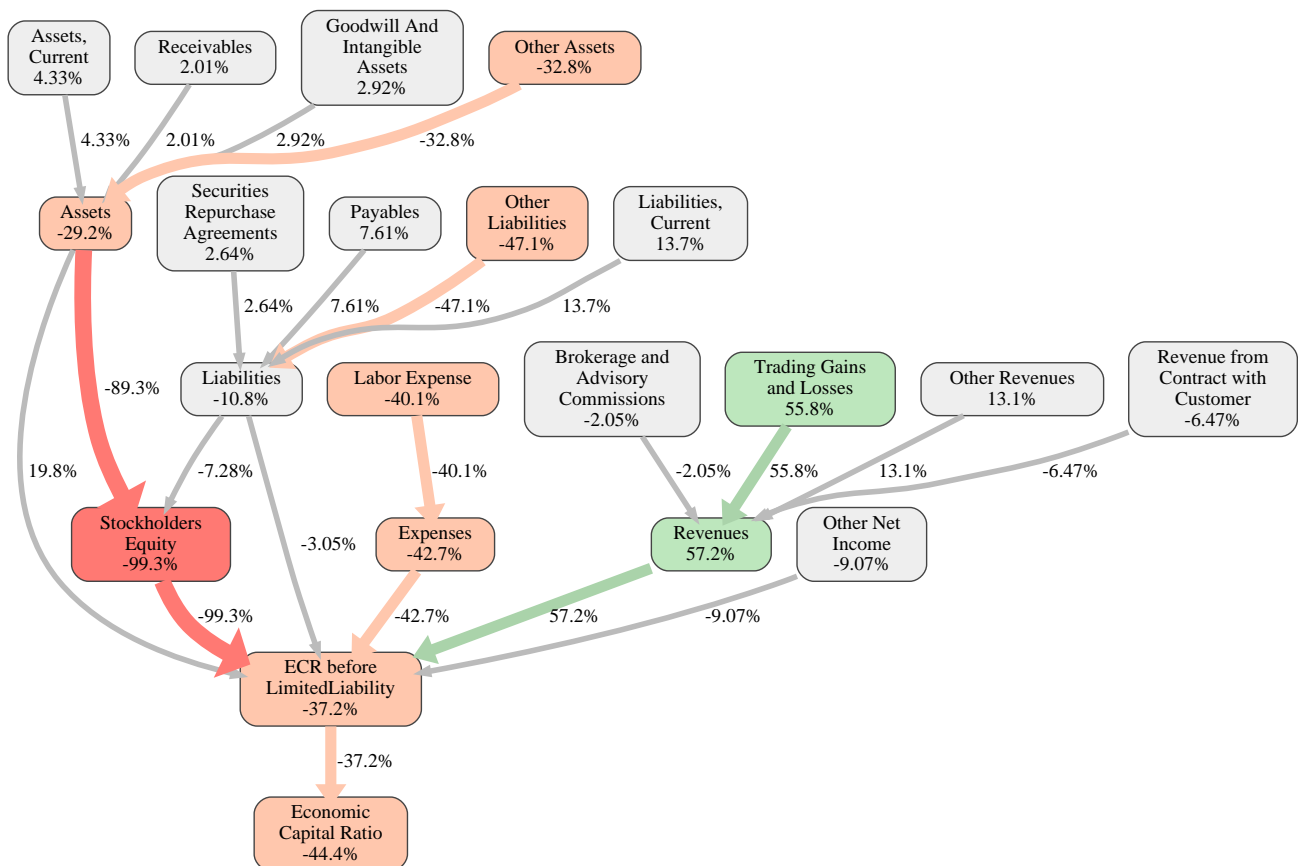 Assets,
Current
4.33%
Receivables
2.01%
Goodwill And
Intangible
Assets
2.92%
Other Assets
-32.8%
4.33%
2.01%
2.92%
-32.8%
Assets
-29.2%
Securities
Repurchase
Agreements
2.64%
Payables
7.61%
Other
Liabilities
-47.1%
Liabilities,
Current
13.7%
2.64%
7.61%
-47.1%
13.7%
-89.3%
Liabilities
-10.8%
Labor Expense
-40.1%
Brokerage and
Advisory
Commissions
-2.05%
Trading Gains
and Losses
55.8%
Other Revenues
13.1%
Revenue from
Contract with
Customer
-6.47%
19.8%
-7.28%
-40.1%
-2.05%
55.8%
13.1%
-6.47%
Stockholders
Equity
-99.3%
-3.05%
Expenses
-42.7%
Revenues
57.2%
Other Net
Income
-9.07%
-99.3%
-42.7%
57.2%
-9.07%
ECR before
LimitedLiability
-37.2%
-37.2%
Economic
Capital Ratio
-44.4%